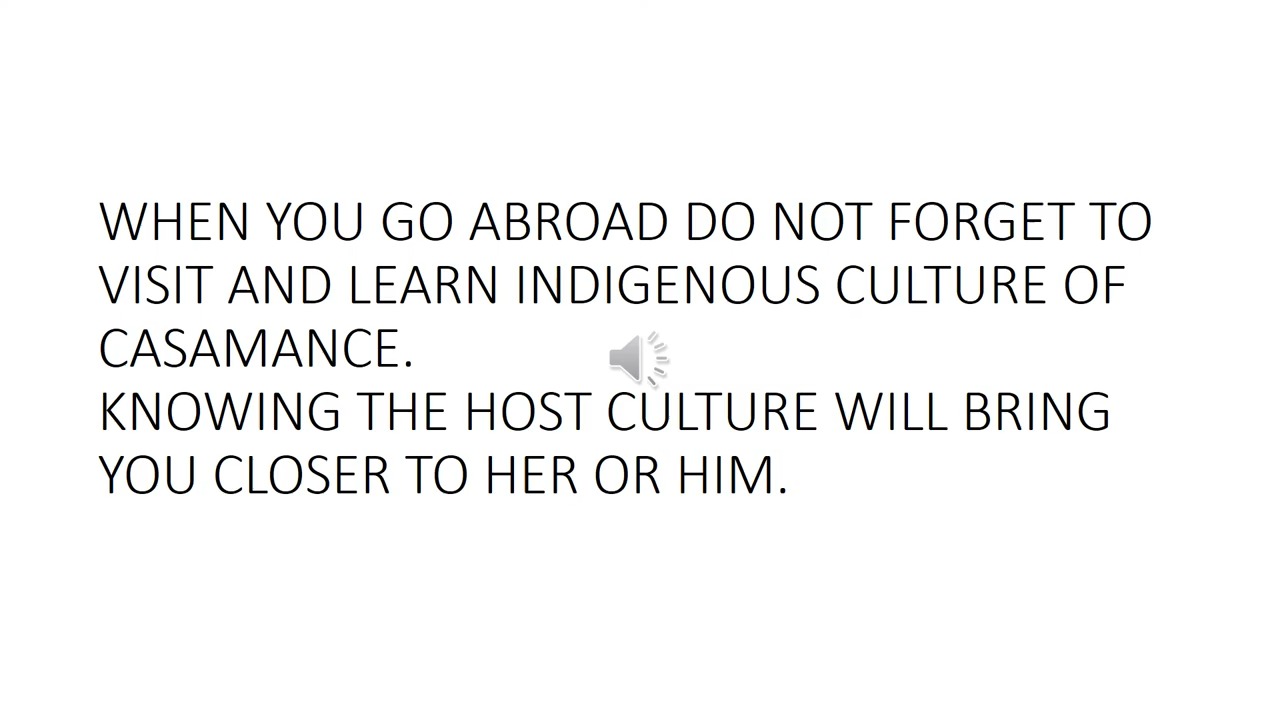 WHEN YOU GO ABROAD DO NOT FORGET TO
VISIT AND LEARN INDIGENOUS CULTURE OF
CASAMANCE.
KNOWING THE HOST CULTURE WILL BRING
YOU CLOSER TO HER OR HIM.